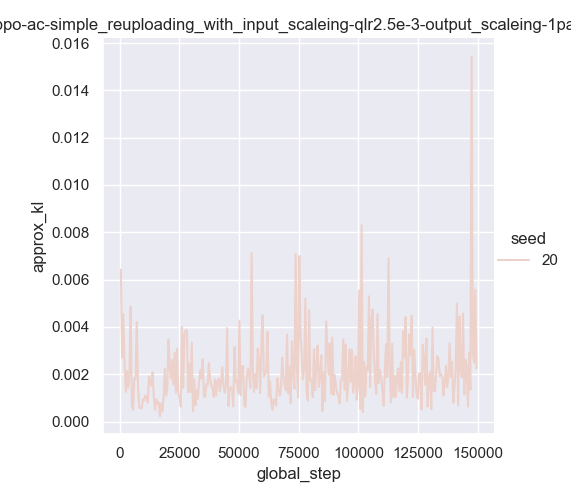 ppo-ac-simple_reuploading_with_input_scaleing-qlr2.5e-3-output_scaleing-1pa
0.016
0.014
0.012
0.010
0.008
0.006
0.004
0.002
0.000
approx_kl
0 25000 50000 75000 100000 125000 150000
global_step
seed
20